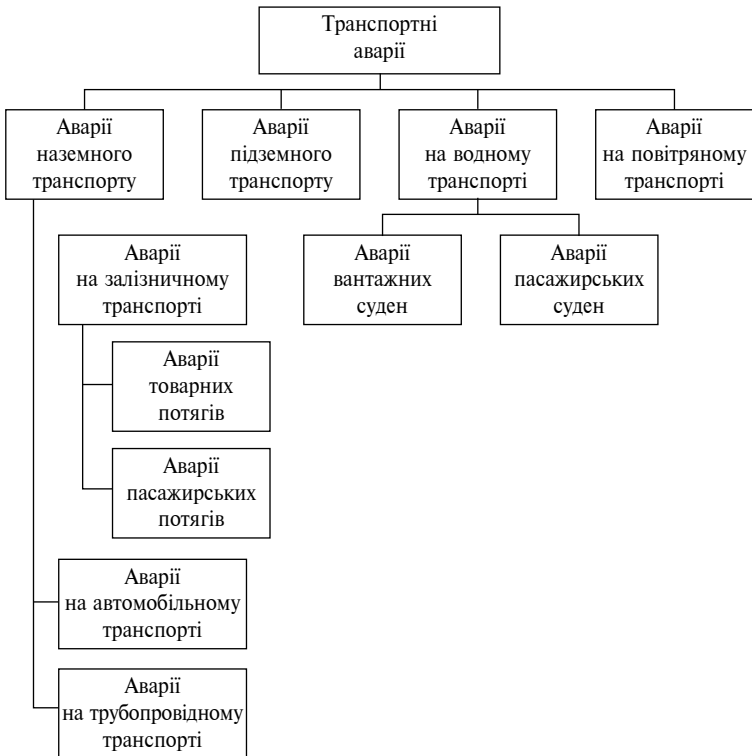 Транспортні
аварії
Аварії
наземного
транспорту
Аварії
підземного
транспорту
Аварії
на водному
транспорті
Аварії
на повітряному
транспорті
Аварії
на залізничному
транспорті
Аварії
вантажних
суден
Аварії
пасажирських
суден
Аварії
товарних
потягів
Аварії
пасажирських
потягів
Аварії
на автомобільному
транспорті
Аварії
на трубопровідному
транспорті